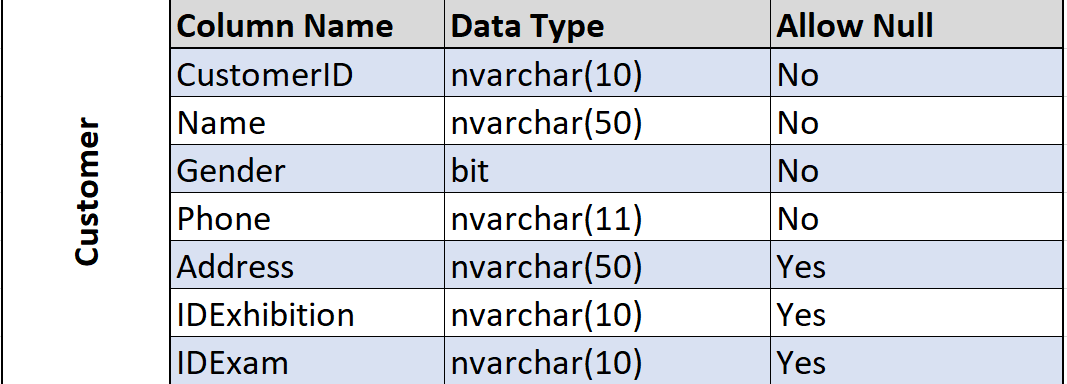 Customer
Column Name Data Type Allow Null
CustomerID nvarchar(10) No
Name nvarchar(50) No
Gender bit No
Phone nvarchar(11) No
Address nvarchar(50) Yes
IDExhibition nvarchar(10) Yes
IDExam nvarchar(10) Yes